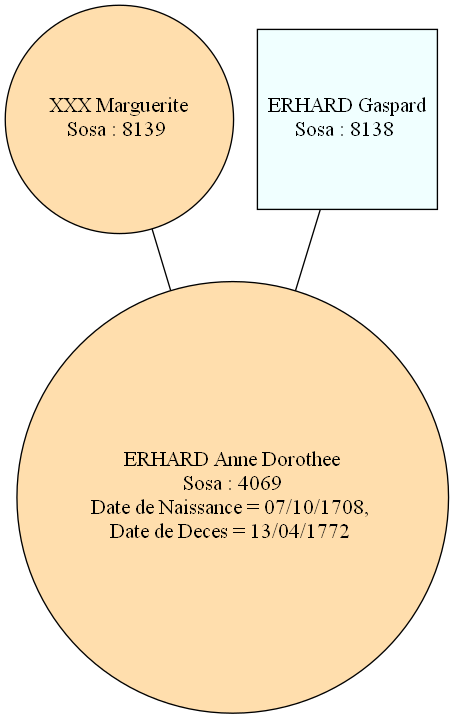 XXX Marguerite
Sosa : 8139
ERHARD Gaspard
Sosa : 8138
ERHARD Anne Dorothee
Sosa : 4069
Date de Naissance = 07/10/1708,
Date de Deces = 13/04/1772